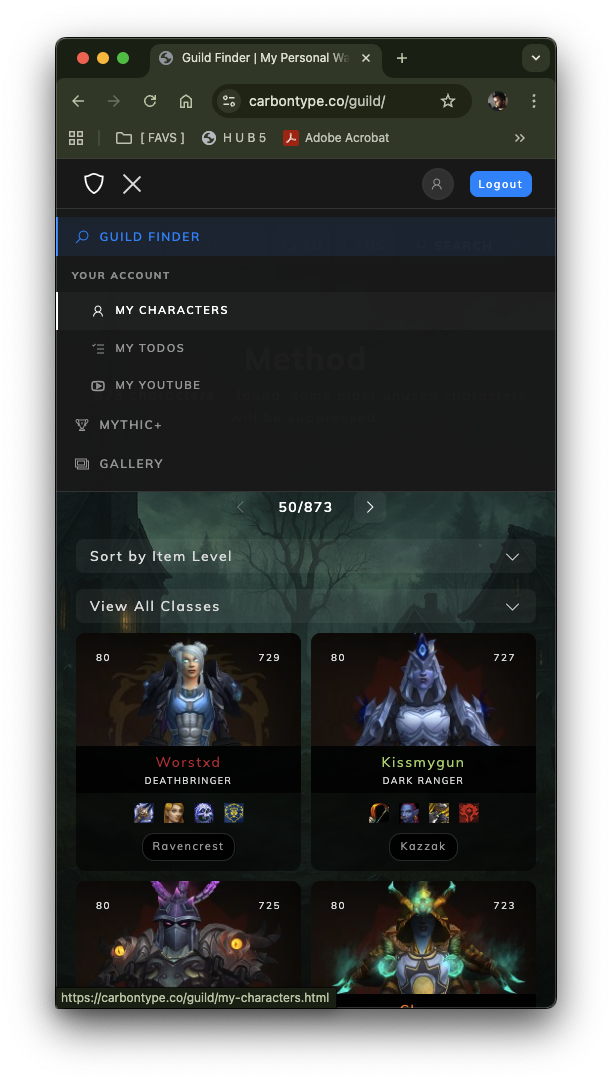 Guild Finder | My Personal Wa
carbontype.co/guild/
[ FAVS ] H U B 5 Adobe Acrobat
Logout
GUILD FINDER
SEARCH
YOUR ACCOUNT
MY CHARACTERS
MY TODOS
Method
MY YOUTUBE
MYTHIC+
GALLERY
50/873
Sort by Item Level
View All Classes
80 729 80 727
Worstxd Kissmygun
DEATHBRINGER DARK RANGER
Ravencrest Kazzak
80 725 80 723
https://carbontype.co/guild/my-characters.html